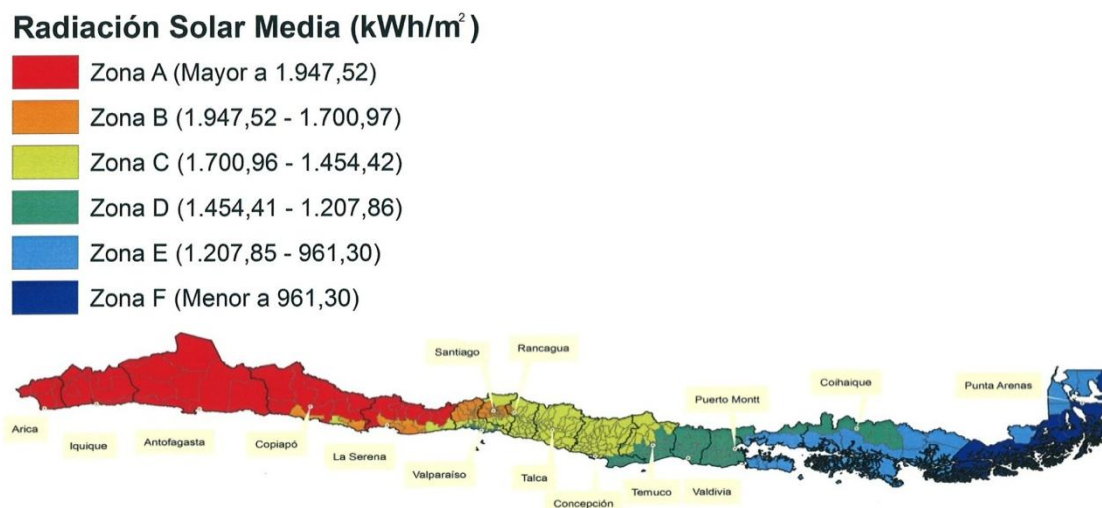 Radiación Solar Media (kWh/m²)
Zona A (Mayor a 1.947,52)
Zona B (1.947,52 - 1.700,97)
Zona C (1.700,96 - 1.454,42)
Zona D (1.454,41 - 1.207,86)
Zona E (1.207,85 - 961,30)
Zona F (Menor a 961,30)
Santiago
Rancagua
Coihaique
Punta Arenas
Puerto Montt
Arica
Iquique
Antofagasta
Copiapó
La Serena
Valparaíso
Talca
Concepción
Temuco
Valdivia